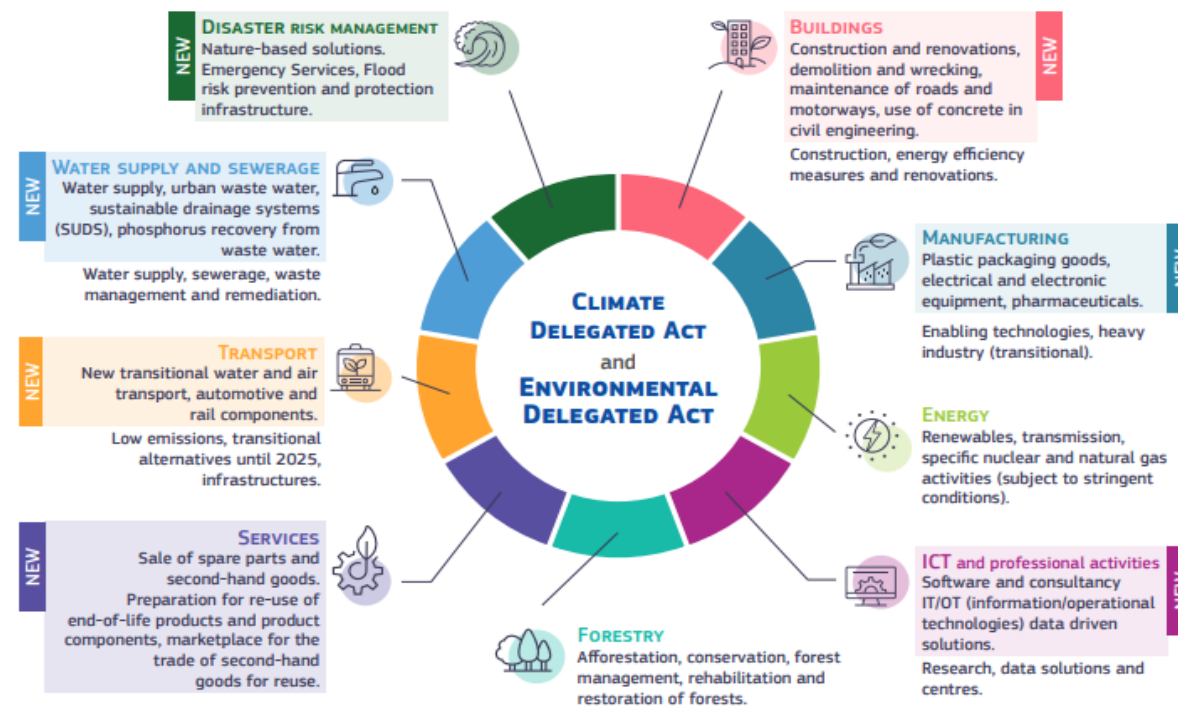 NEW
DISASTER RISK MANAGEMENT
Nature-based solutions.
Emergency Services, Flood
risk prevention and protection
infrastructure.
BUILDINGS
Construction and renovations,
demolition and wrecking,
maintenance of roads and
motorways, use of concrete in
civil engineering.
NEW
Construction, energy efficiency
measures and renovations.
NEW
WATER SUPPLY AND SEWERAGE
Water supply, urban waste water,
sustainable drainage systems
(SUDS), phosphorus recovery from
waste water.
Water supply, sewerage, waste
management and remediation.
MANUFACTURING
Plastic packaging goods,
electrical and electronic
equipment, pharmaceuticals.
NEW
Enabling technologies, heavy
industry (transitional).
CLIMATE
DELEGATED ACT
and
ENVIRONMENTAL
DELEGATED ACT
NEW
TRANSPORT
New transitional water and air
transport, automotive and
rail components.
Low emissions, transitional
alternatives until 2025,
infrastructures.
ENERGY
Renewables, transmission,
specific nuclear and natural gas
activities (subject to stringent
conditions).
NEW
SERVICES
Sale of spare parts and
second-hand goods.
Preparation for re-use of
end-of-life products and product
components, marketplace for the
trade of second-hand
goods for reuse.
ICT and professional activities
Software and consultancy
IT/OT (information/operational
technologies) data driven
solutions.
NEW
Research, data solutions and
centres.
FORESTRY
Afforestation, conservation, forest
management, rehabilitation and
restoration of forests.